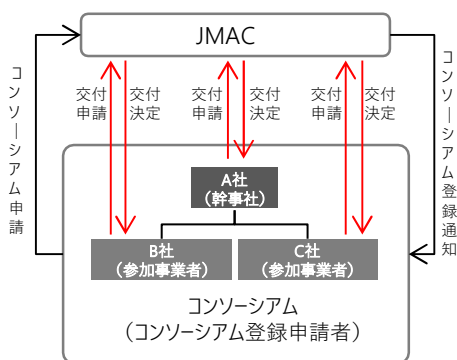 JMAC
コンソーシアム申請
交付
申請
交付
決定
交付
申請
交付
決定
交付
申請
交付
決定
コンソーシアム登録通知
A社
(幹事社)
B社
(参加事業者)
C社
(参加事業者)
コンソーシアム
(コンソーシアム登録申請者)